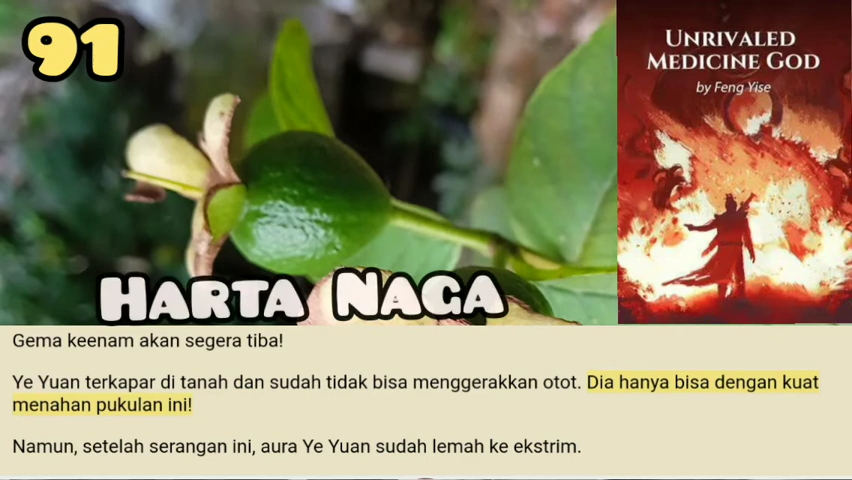 91
UNRIVALED
MEDICINE GOD
by Feng Yise
HARTA NAGA
Gema keenam akan segera tiba!
Ye Yuan terkapar di tanah dan sudah tidak bisa menggerakkan otot. Dia hanya bisa dengan kuat
menahan pukulan ini!
Namun, setelah serangan ini, aura Ye Yuan sudah lemah ke ekstrim.